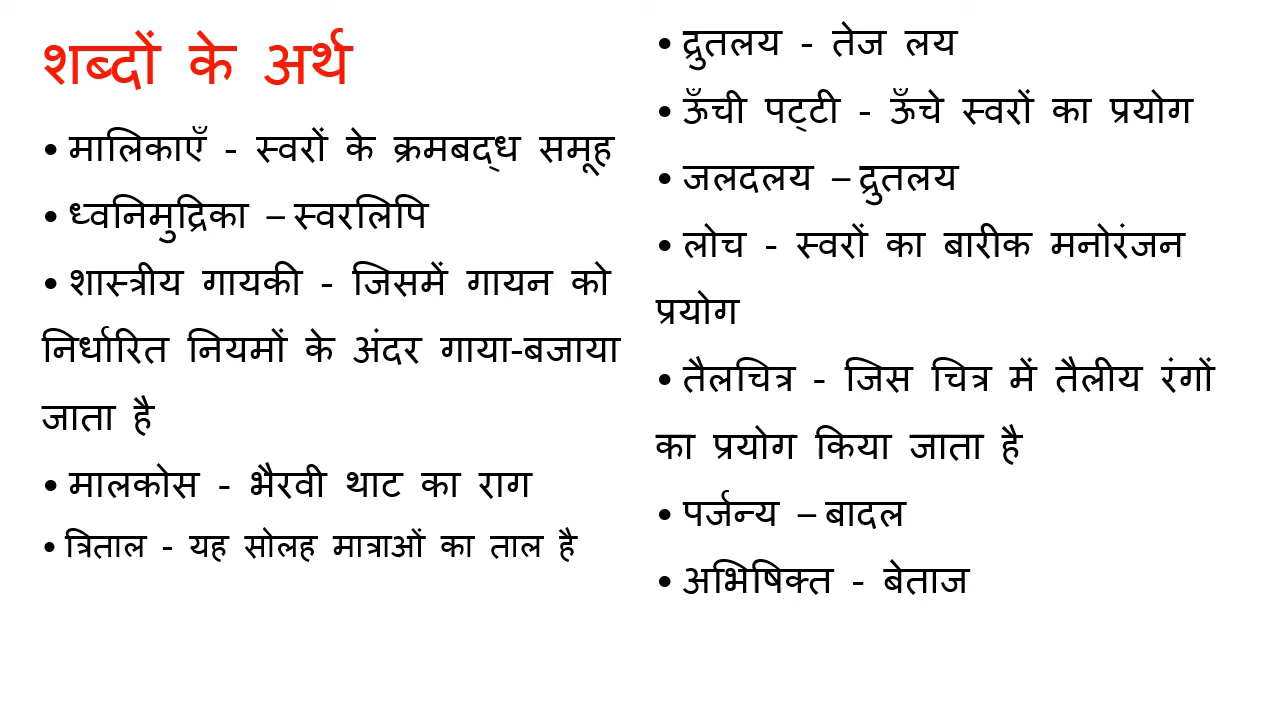 शब्दों के अर्थ
• मालिकाएँ - स्वरों के क्रमबद्ध समूह
• ध्वनिमुद्रिका – स्वरलिपि
• शास्त्रीय गायकी - जिसमें गायन को
निर्धारित नियमों के अंदर गाया-बजाया
जाता है
• मालकोस - भैरवी थाट का राग
• त्रिताल - यह सोलह मात्राओं का ताल है
• द्रुतलय - तेज लय
• ऊँची पट्टी - ऊँचे स्वरों का प्रयोग
• जलदलय – द्रुतलय
• लोच - स्वरों का बारीक मनोरंजन
प्रयोग
• तैलचित्र - जिस चित्र में तैलीय रंगों
का प्रयोग किया जाता है
• पर्जन्य – बादल
• अभिषिक्त - बेताज